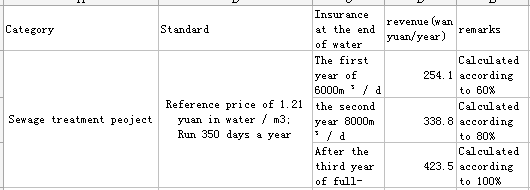 Category
Standard
Insurance
at the end
of water
revenue(wan
yuan/year)
remarks
Sewage treatment peoject
Reference price of 1.21
yuan in water / m3;
Run 350 days a year
The first
year of
6000m ³ / d
254.1
Calculated
according
to 60%
the second
year 8000m
³ / d
338.8
Calculated
according
to 80%
After the
third year
of full-
423.5
Calculated
according
to 100%